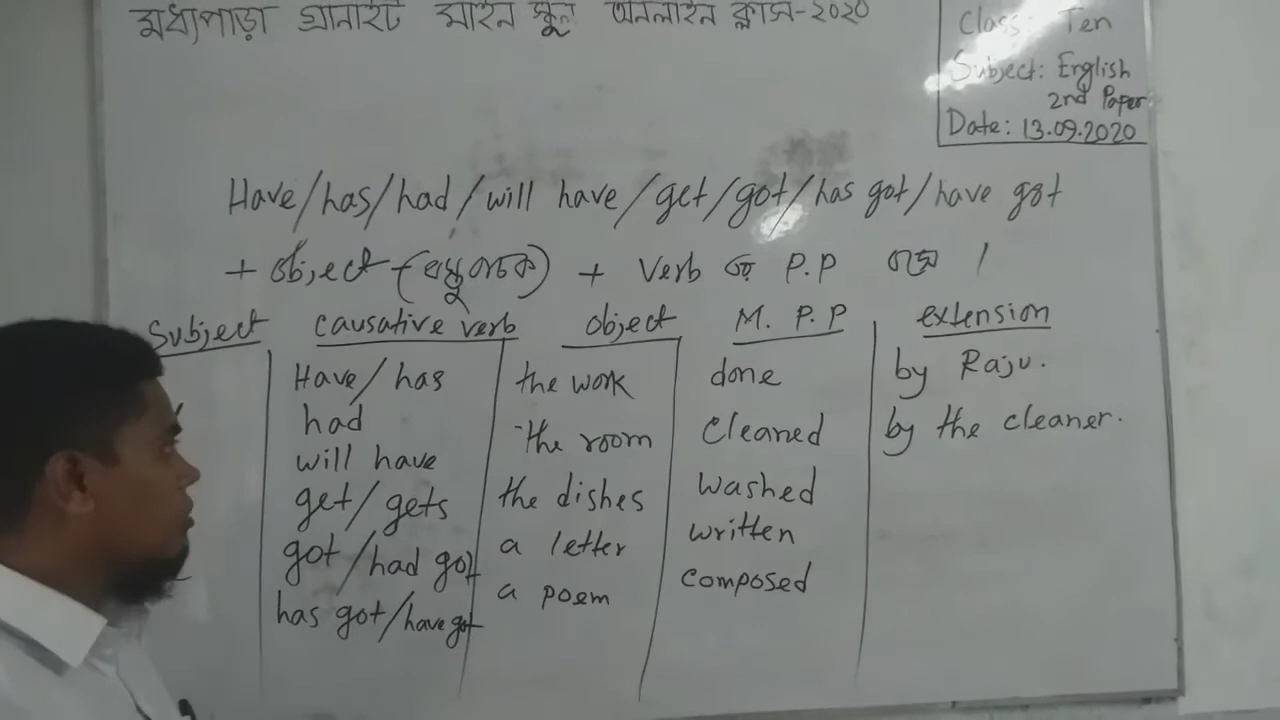 মধ্যপাড়া গ্রানাইট মাইন স্কুল অনলাইন ক্লাস-২০২০
Class: Ten
Subject: English
2nd Paper
Date: 13.09.2020
Have/has/had/will have/get/got/has got/have got
+ object (বস্তুবাচক) + verb এর P.P হবে ।
Subject causative verb object M. P. P extension
Have/has the work done by Raju.
had the room cleaned by the cleaner.
will have
get/gets the dishes washed
got/had got a letter written
has got/have got a poem composed